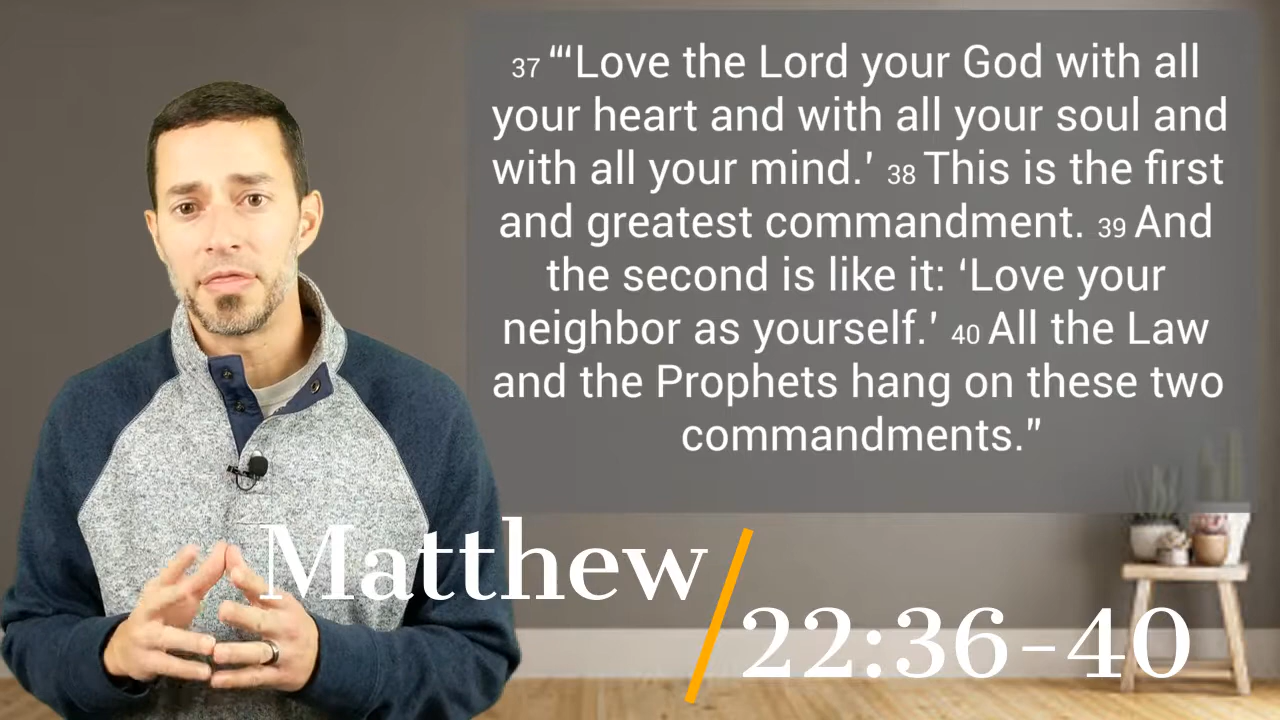 37 “‘Love the Lord your God with all
your heart and with all your soul and
with all your mind.’ 38 This is the first
and greatest commandment. 39 And
the second is like it: ‘Love your
neighbor as yourself.’ 40 All the Law
and the Prophets hang on these two
commandments.”
Matthew
22:36-40